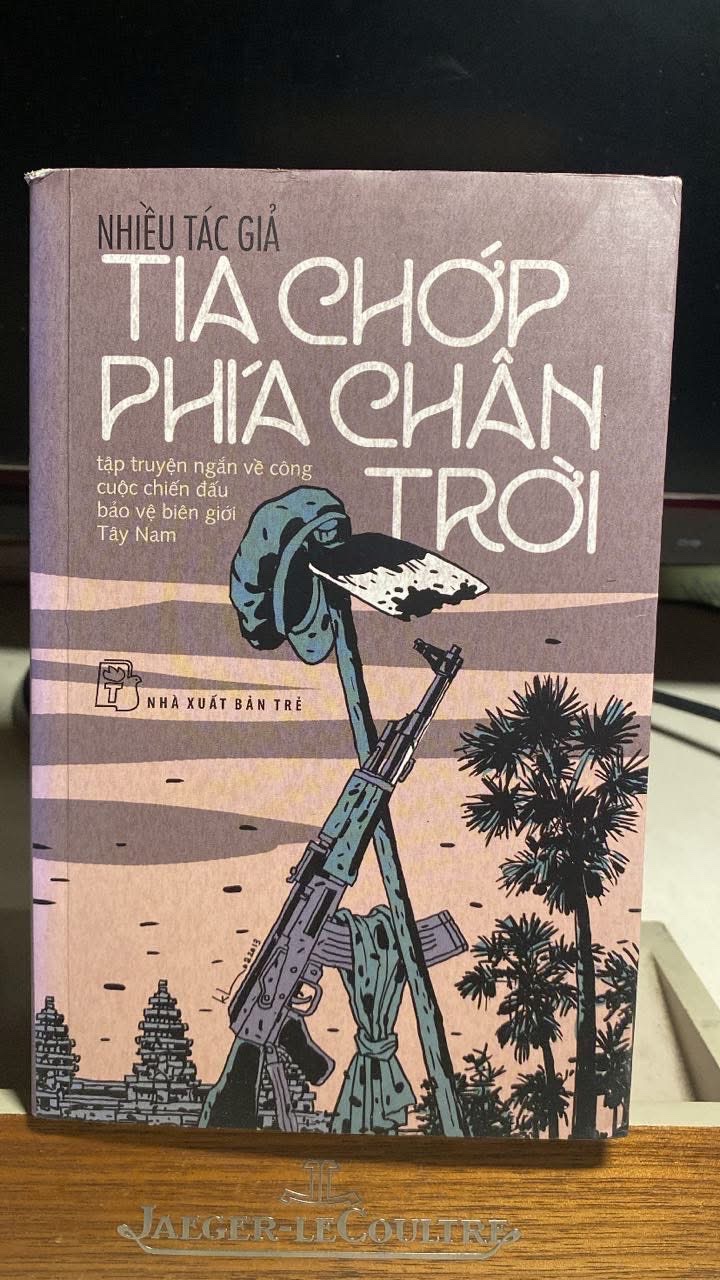 NHIỀU TÁC GIẢ
TIA CHỚP
PHÍA CHÂN
TRỜI
tập truyện ngắn về công
cuộc chiến đấu
bảo vệ biên giới
Tây Nam
NHÀ XUẤT BẢN TRẺ
JAEGER-LECOULTRE